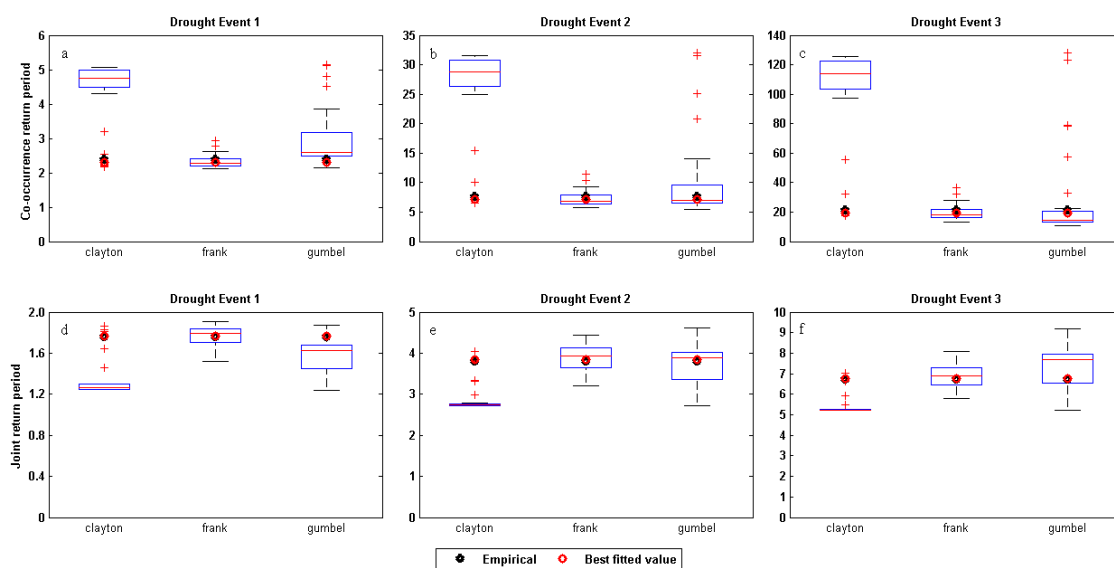 Drought Event 1
Drought Event 2
Drought Event 3
Co-occurrence return period
a
6
5
4
3
2
1
0
clayton frank gumbel
b
35
30
25
20
15
10
5
0
clayton frank gumbel
c
140
120
100
80
60
40
20
0
clayton frank gumbel
Drought Event 1
Drought Event 2
Drought Event 3
Joint return period
d
2.0
1.6
1.2
0.8
0.4
0
clayton frank gumbel
e
5
4
3
2
1
0
clayton frank gumbel
f
10
9
8
7
6
5
4
3
2
1
0
clayton frank gumbel
Empirical Best fitted value